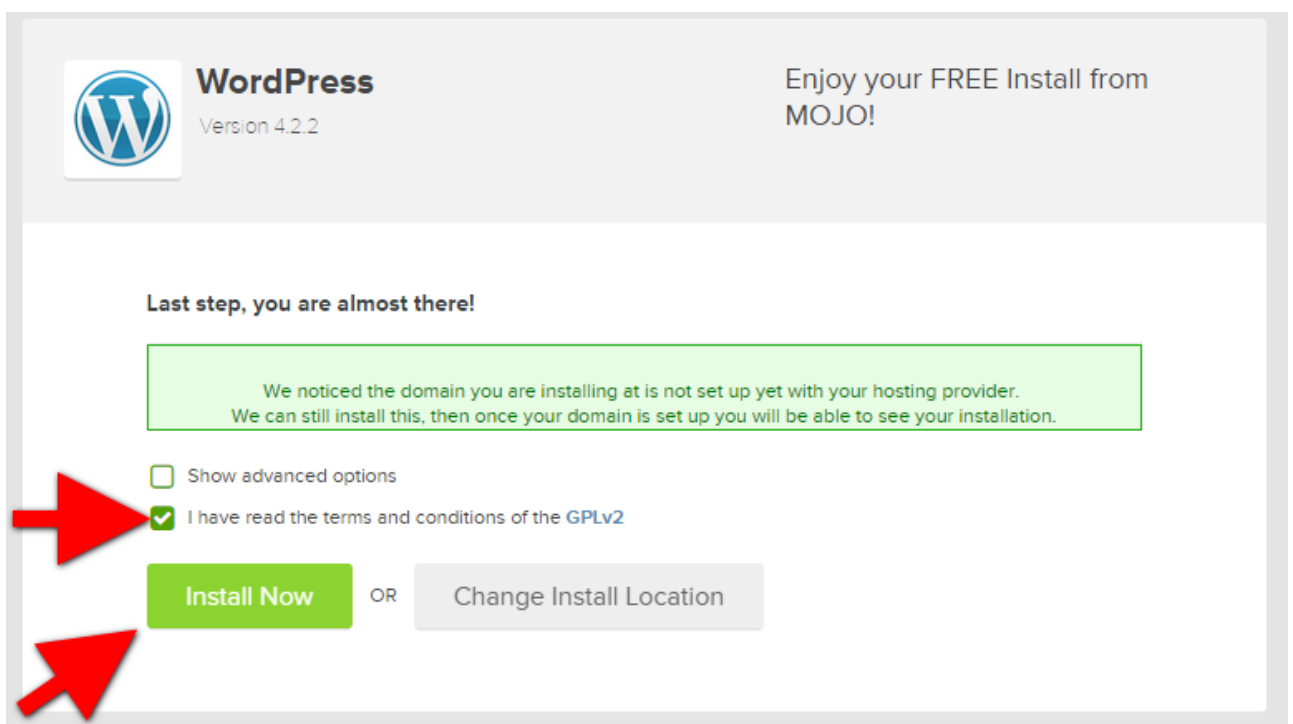 WordPress
Version 4.2.2
Enjoy your FREE Install from
MOJO!
Last step, you are almost there!
We noticed the domain you are installing at is not set up yet with your hosting provider.
We can still install this, then once your domain is set up you will be able to see your installation.
Show advanced options
I have read the terms and conditions of the GPLv2
Install Now OR Change Install Location